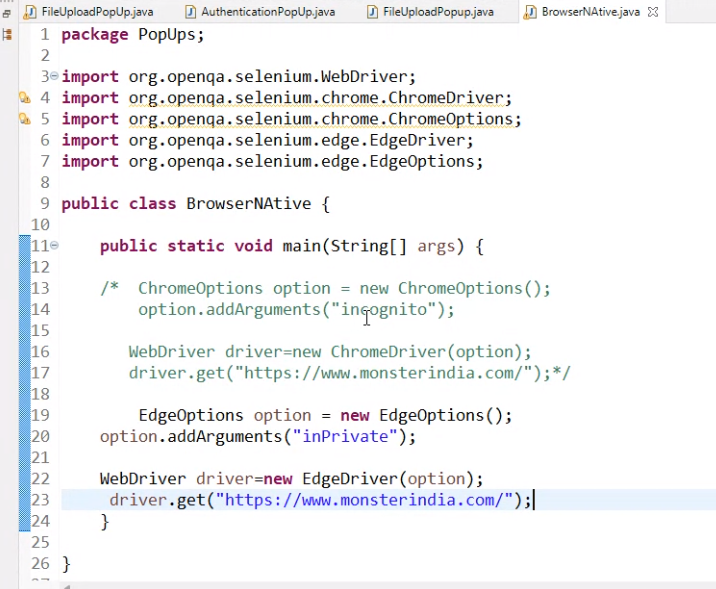 FileUploadPopUp.java AuthenticationPopUp.java FileUploadPopup.java BrowserNAtive.java
1 package PopUps;
2
3 import org.openqa.selenium.WebDriver;
4 import org.openqa.selenium.chrome.ChromeDriver;
5 import org.openqa.selenium.chrome.ChromeOptions;
6 import org.openqa.selenium.edge.EdgeDriver;
7 import org.openqa.selenium.edge.EdgeOptions;
8
9 public class BrowserNAtive {
10
11 public static void main(String[] args) {
12
13 /* ChromeOptions option = new ChromeOptions();
14 option.addArguments("incognito");
15
16 WebDriver driver=new ChromeDriver(option);
17 driver.get("https://www.monsterindia.com/");*/
18
19 EdgeOptions option = new EdgeOptions();
20 option.addArguments("inPrivate");
21
22 WebDriver driver=new EdgeDriver(option);
23 driver.get("https://www.monsterindia.com/");
24 }
25
26 }
27